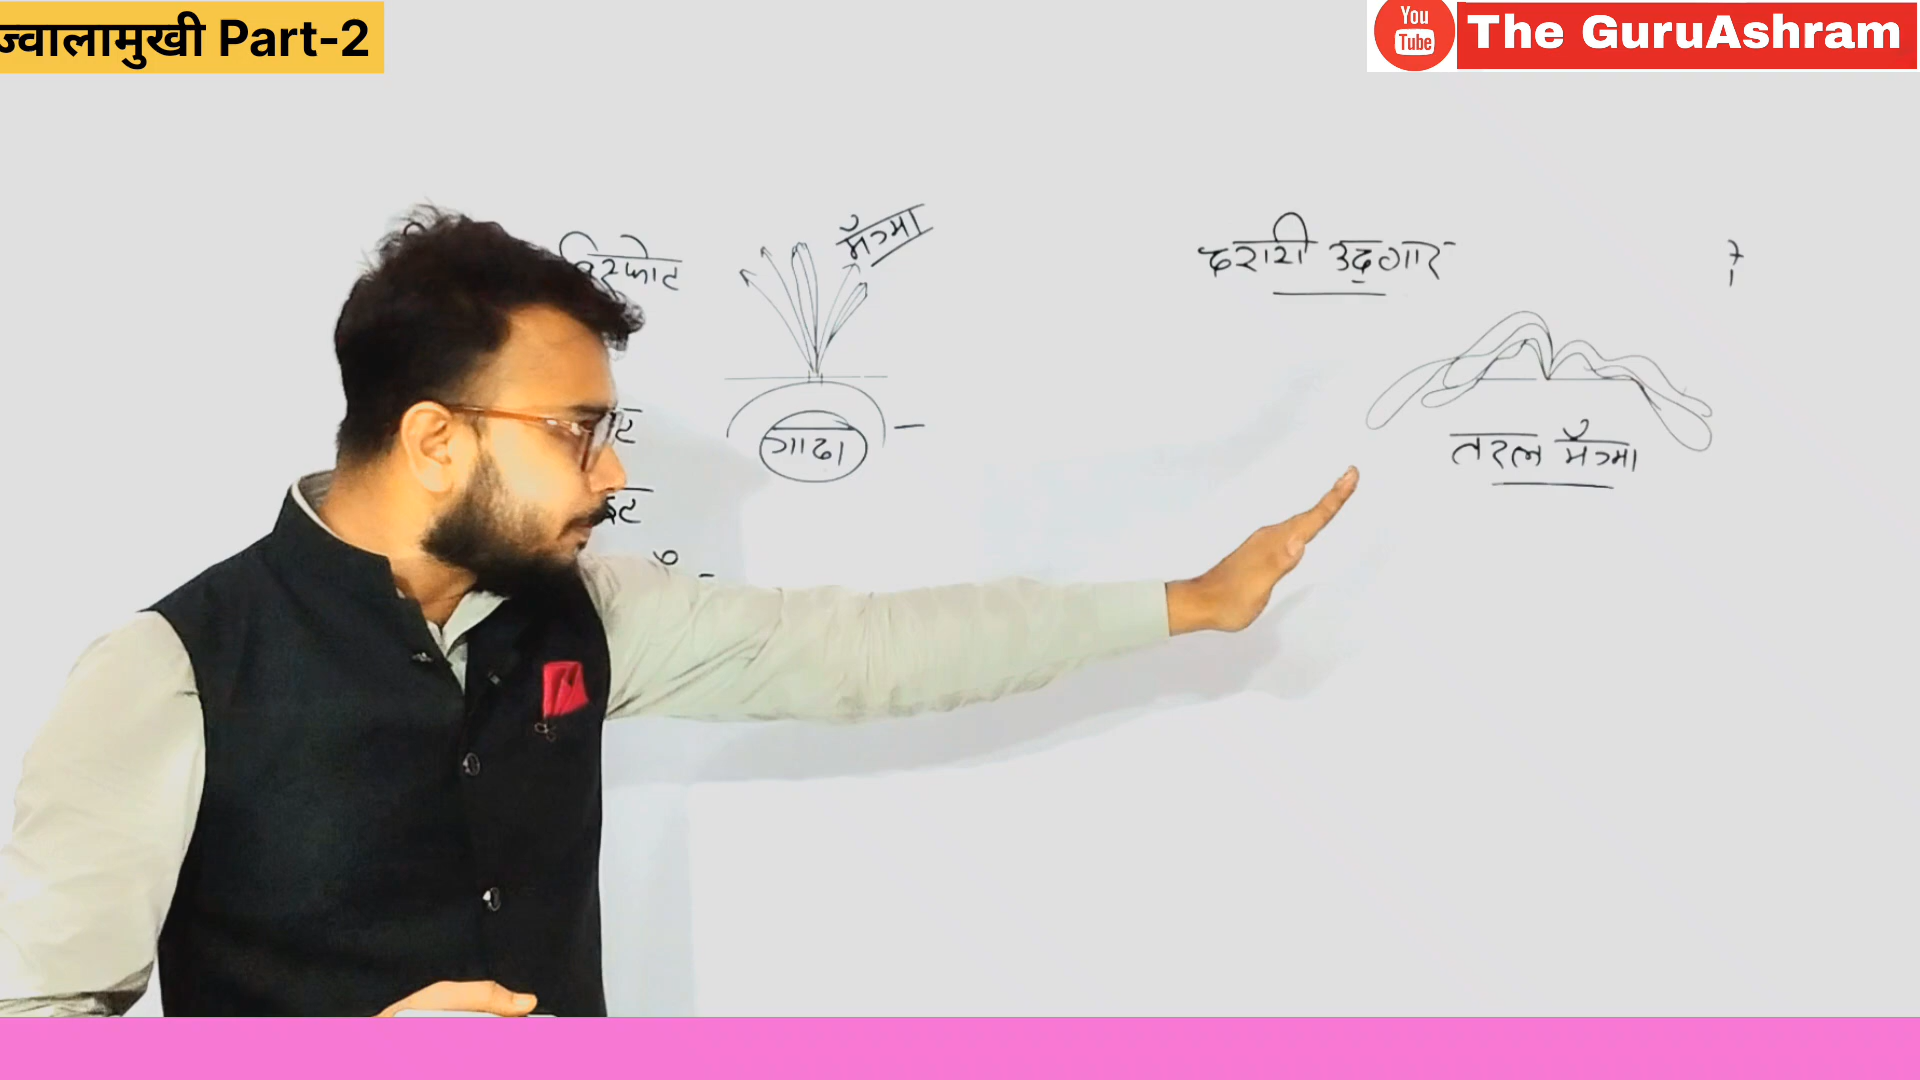 ज्वालामुखी Part-2
You
Tube
The GuruAshram
मैग्मा
विस्फोट
दरारी उद्गार
गाढा
तरल मैग्मा